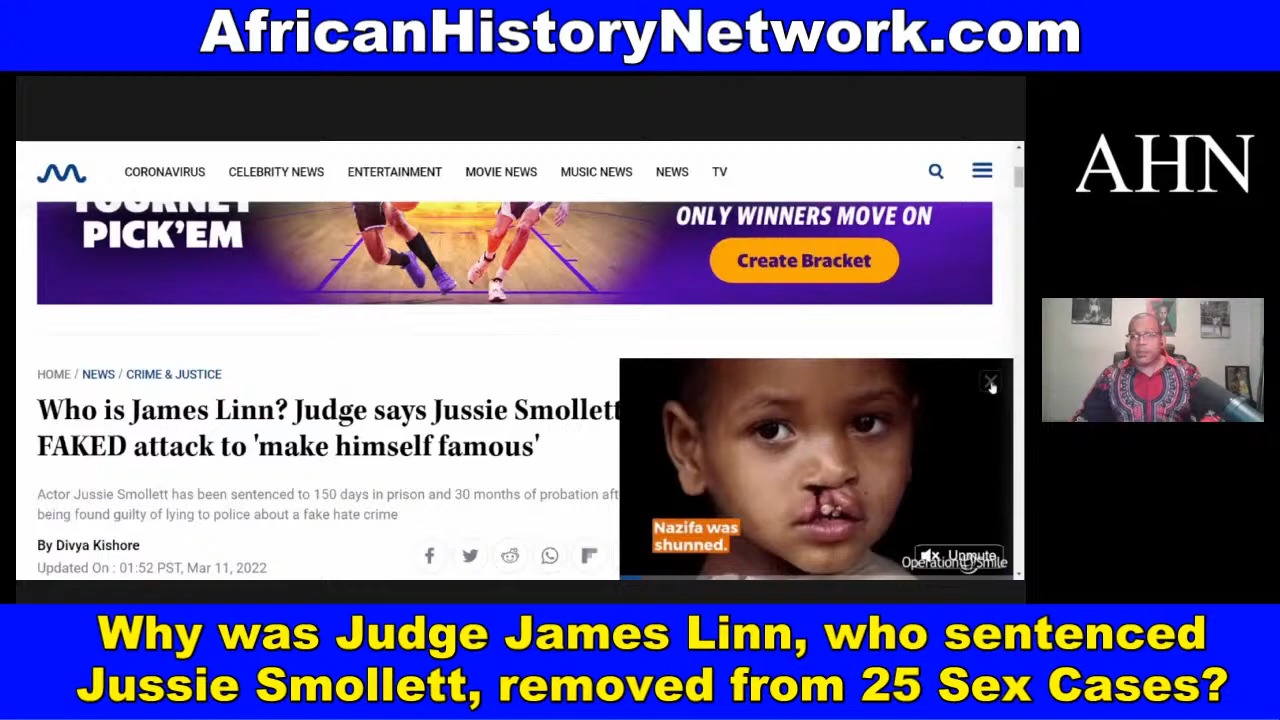 AfricanHistoryNetwork.com
AHN
CORONAVIRUS CELEBRITY NEWS ENTERTAINMENT MOVIE NEWS MUSIC NEWS NEWS TV
TOURNEY
PICK'EM
ONLY WINNERS MOVE ON
Create Bracket
HOME / NEWS / CRIME & JUSTICE
Who is James Linn? Judge says Jussie Smollett
FAKED attack to 'make himself famous'
Actor Jussie Smollett has been sentenced to 150 days in prison and 30 months of probation aft
being found guilty of lying to police about a fake hate crime
By Divya Kishore
Updated On : 01:52 PST, Mar 11, 2022
Nazifa was
shunned.
Unmute
Operation Smile
Why was Judge James Linn, who sentenced
Jussie Smollett, removed from 25 Sex Cases?